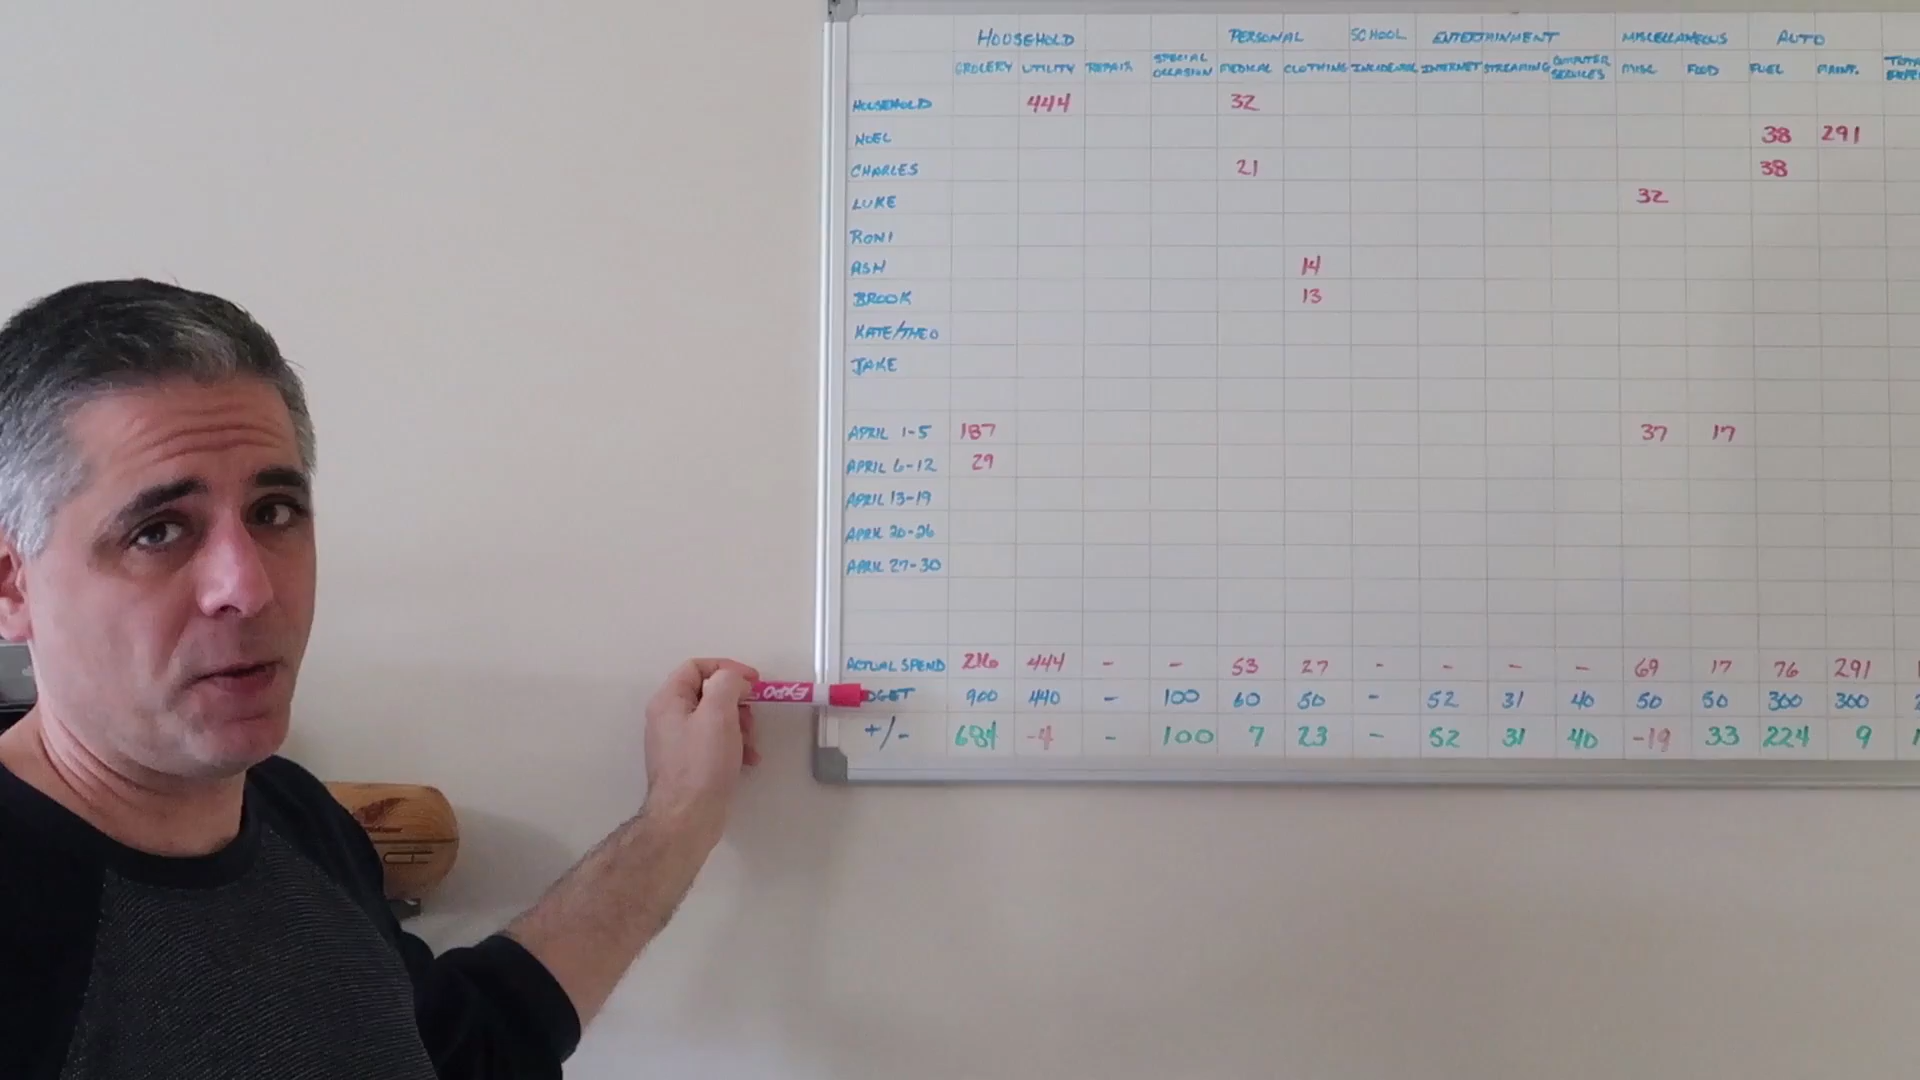 HOUSEHOLD PERSONAL SCHOOL ENTERTAINMENT MISCELLANEOUS AUTO
GROCERY UTILITY REPAIR SPECIAL OCCASION MEDICAL CLOTHING INCIDENTAL INTERNET STREAMING COMPUTER SERVICES MISC FOOD FUEL MAINT.
HOUSEHOLD 444 32
NOEL 38 291
CHARLES 21 38
LUKE 32
RONI
ASH 14
BROOK 13
KATE/THEO
JAKE
APRIL 1-5 187 37 17
APRIL 6-12 29
APRIL 13-19
APRIL 20-26
APRIL 27-30
ACTUAL SPEND 216 444 - - 53 27 - - - - 69 17 76 291
EXPO
DGET 900 440 - 100 60 50 - 52 31 40 50 50 300 300
+/- 684 -4 - 100 7 23 - 52 31 40 -19 33 224 9